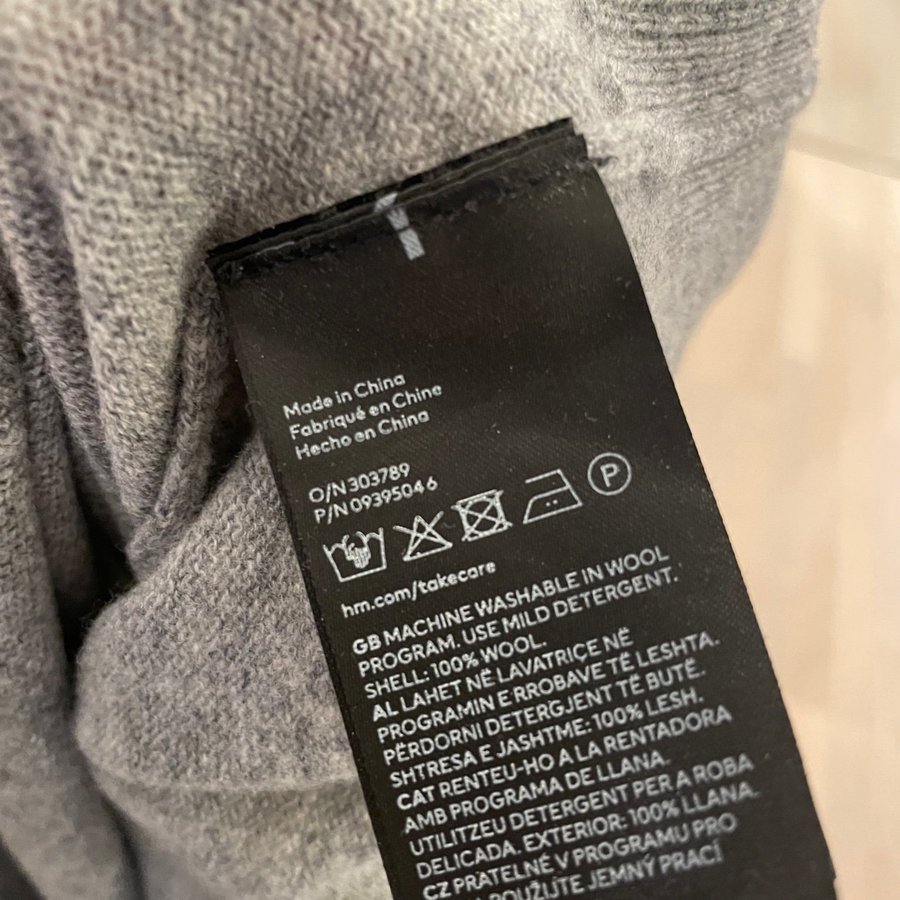 Made in China
Fabriqué en Chine
Hecho en China
O/N 303789
P/N 09395046
P
hm.com/takecare
GB MACHINE WASHABLE IN WOOL
PROGRAM. USE MILD DETERGENT.
SHELL: 100% WOOL.
AL LAHET NË LAVATRIÇE NË
PROGRAMIN E RROBAVE TË LESHTA.
PËRDORNI DETERGJENT TË BUTË.
SHTRESA E JASHTME: 100% LESH.
CAT RENTEU-HO A LA RENTADORA
AMB PROGRAMA DE LLANA.
UTILITZEU DETERGENT PER A ROBA
DELICADA. EXTERIOR: 100% LLANA.
CZ PRATELNÉ V PROGRAMU PRO
POUŽIJTE JEMNÝ PRACÍ